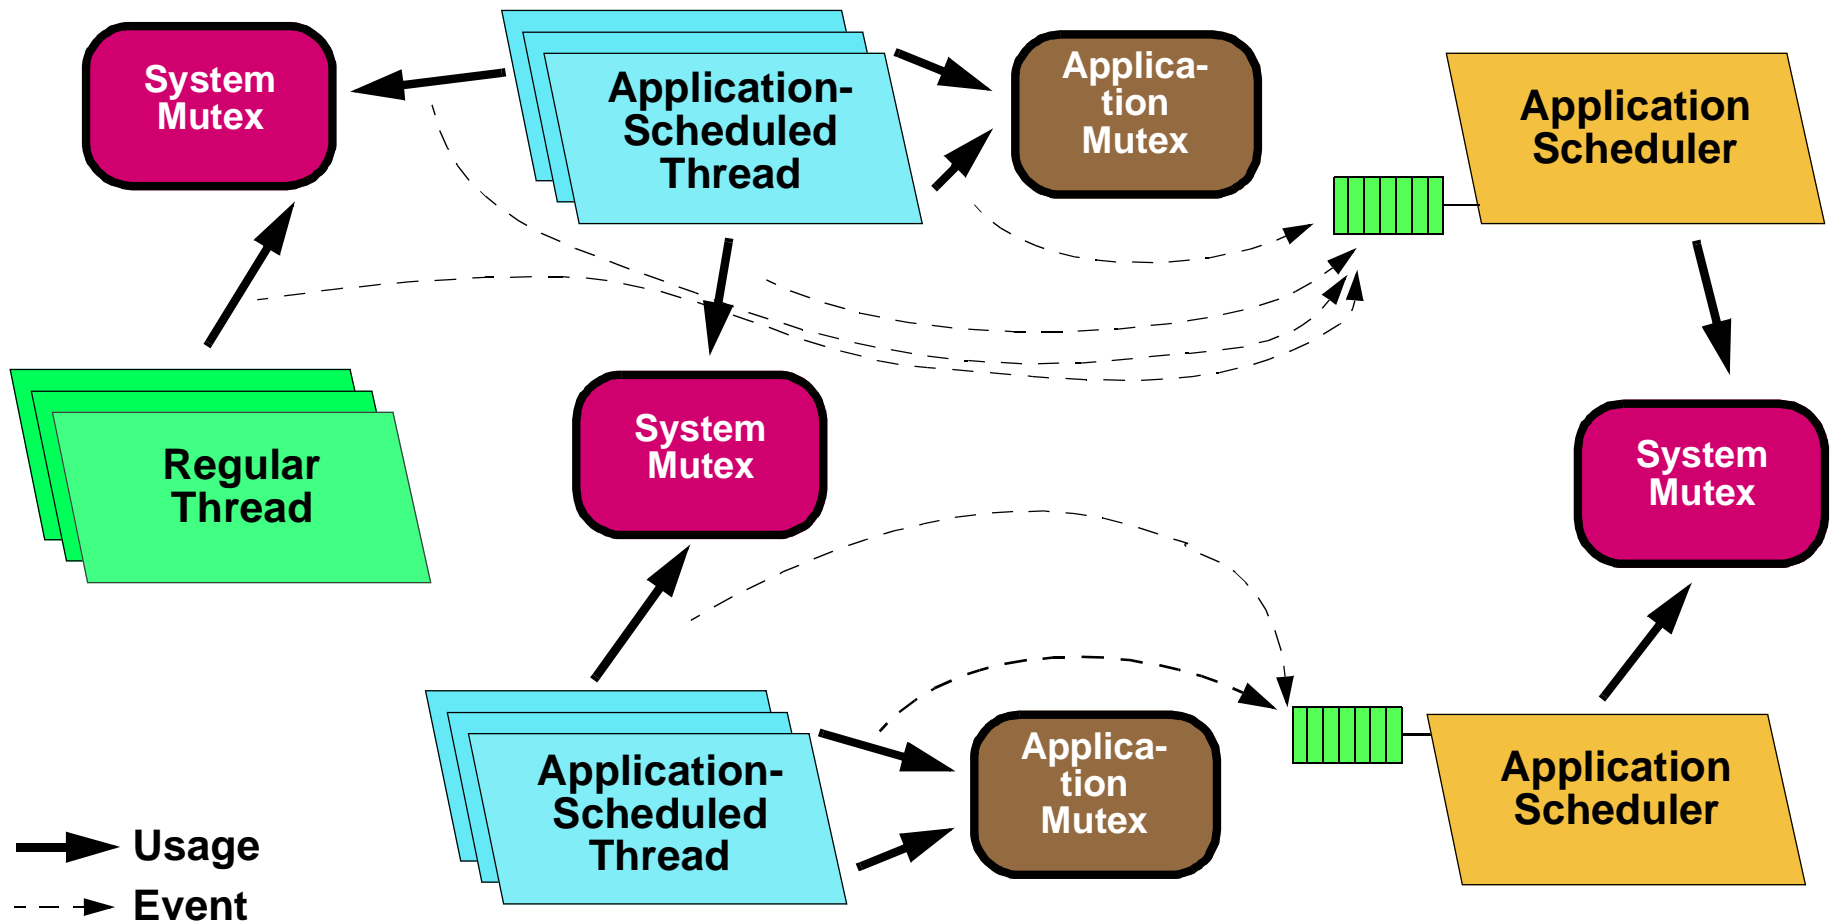 System
Mutex
Application-
Scheduled
Thread
Applica-
tion
Mutex
Application
Scheduler
Regular
Thread
System
Mutex
System
Mutex
Application-
Scheduled
Thread
Applica-
tion
Mutex
Application
Scheduler
Usage
Event